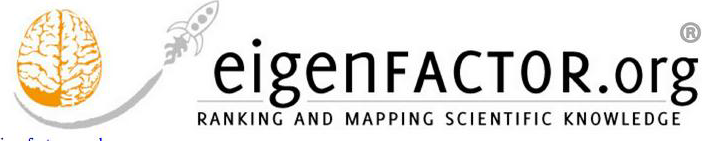 eigenFACTOR.org®
RANKING AND MAPPING SCIENTIFIC KNOWLEDGE